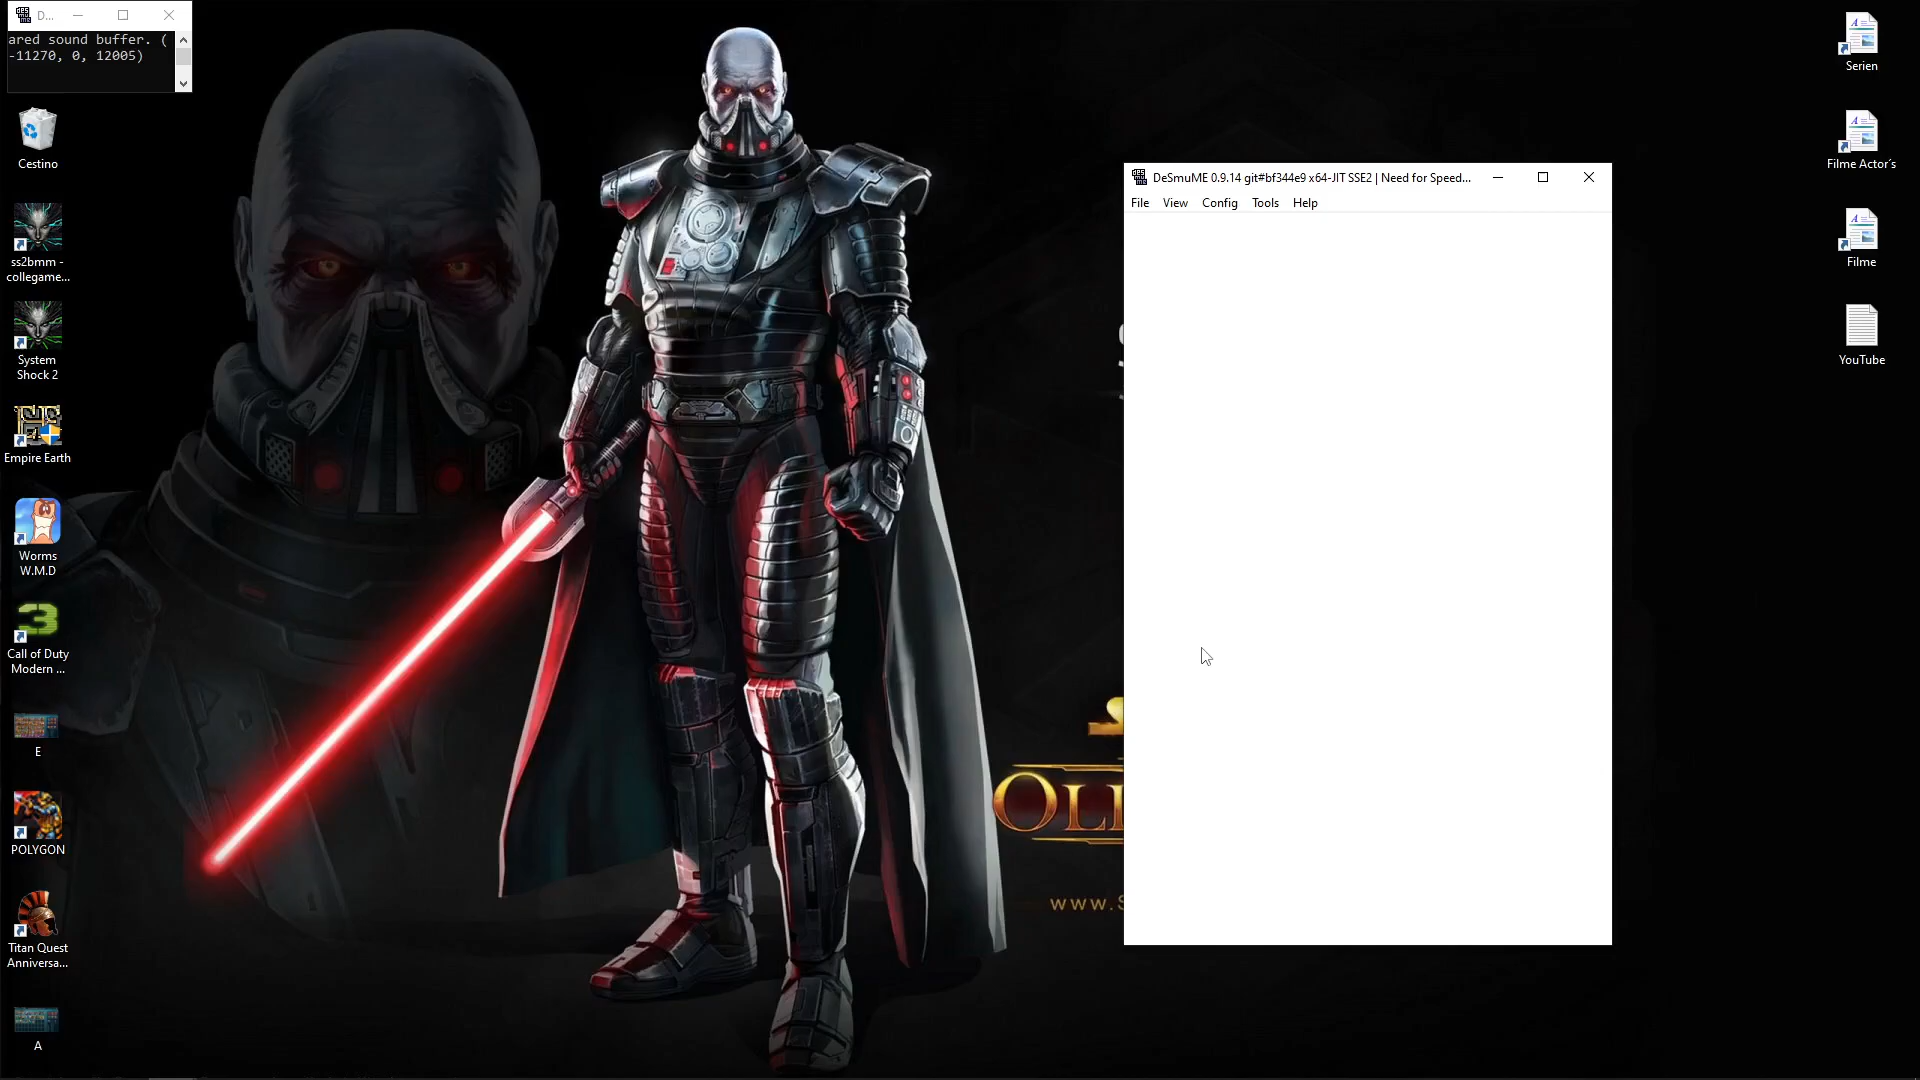 D...
ared sound buffer. (
-11270, 0, 12005)
Cestino
ss2bmm -
collegame...
System
Shock 2
Empire Earth
Worms
W.M.D
Call of Duty
Modern ...
E
POLYGON
Titan Quest
Anniversa...
A
OL
www.S
DeSmuME 0.9.14 git#bf344e9 x64-JIT SSE2 | Need for Speed...
File View Config Tools Help
Serien
Filme Actor's
Filme
YouTube